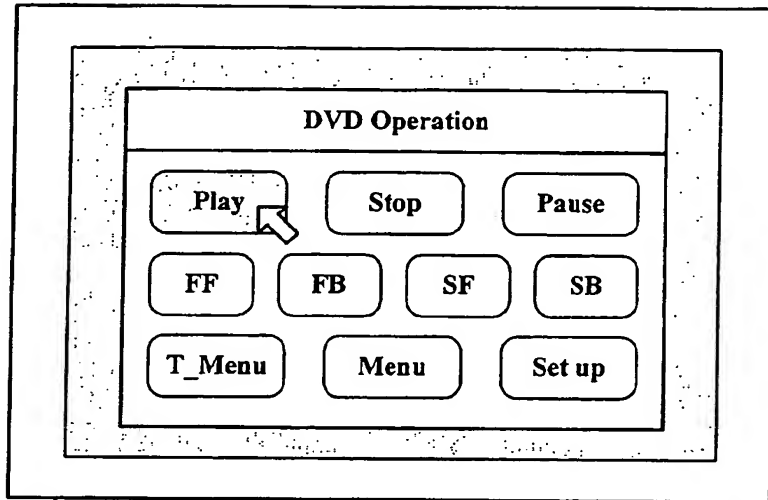 DVD Operation
Play Stop Pause
FF FB SF SB
T_Menu Menu Set up